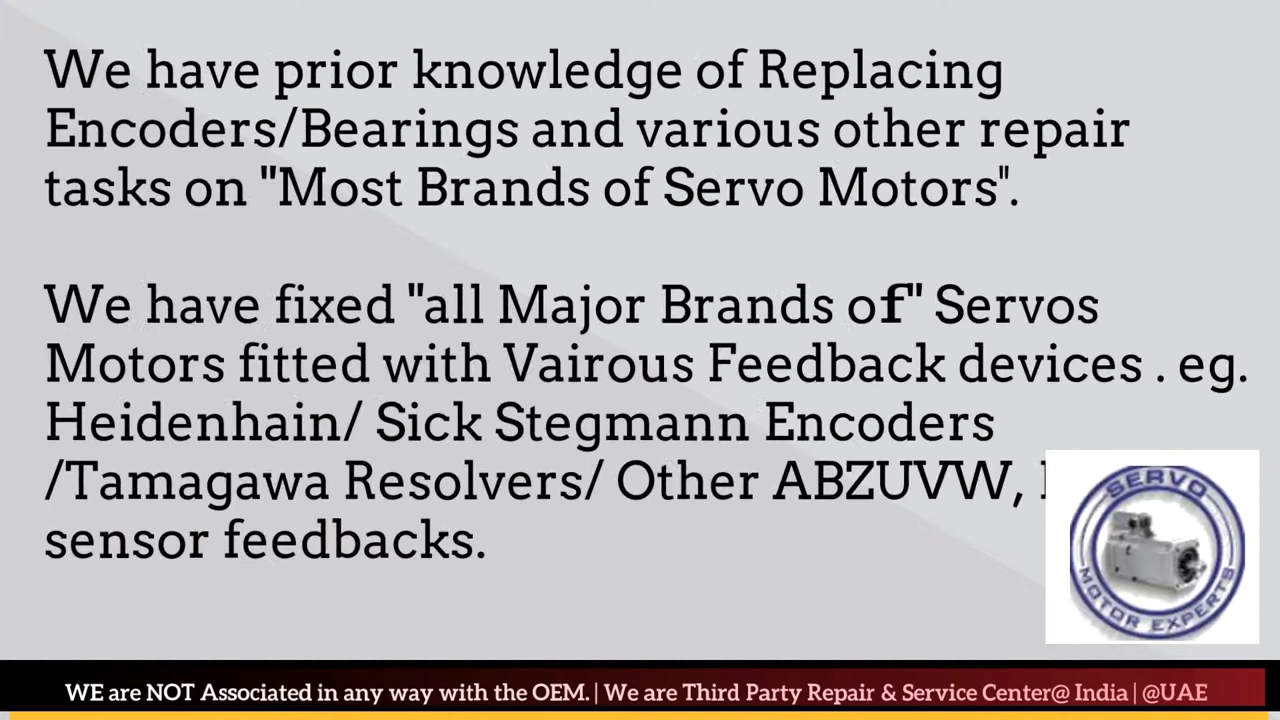 We have prior knowledge of Replacing
Encoders/Bearings and various other repair
tasks on "Most Brands of Servo Motors".
We have fixed "all Major Brands of" Servos
Motors fitted with Vairous Feedback devices . eg.
Heidenhain/ Sick Stegmann Encoders
/Tamagawa Resolvers/ Other ABZUVW,
sensor feedbacks.
SERVO
MOTOR EXPERTS
WE are NOT Associated in any way with the OEM. | We are Third Party Repair & Service Center@ India | @UAE